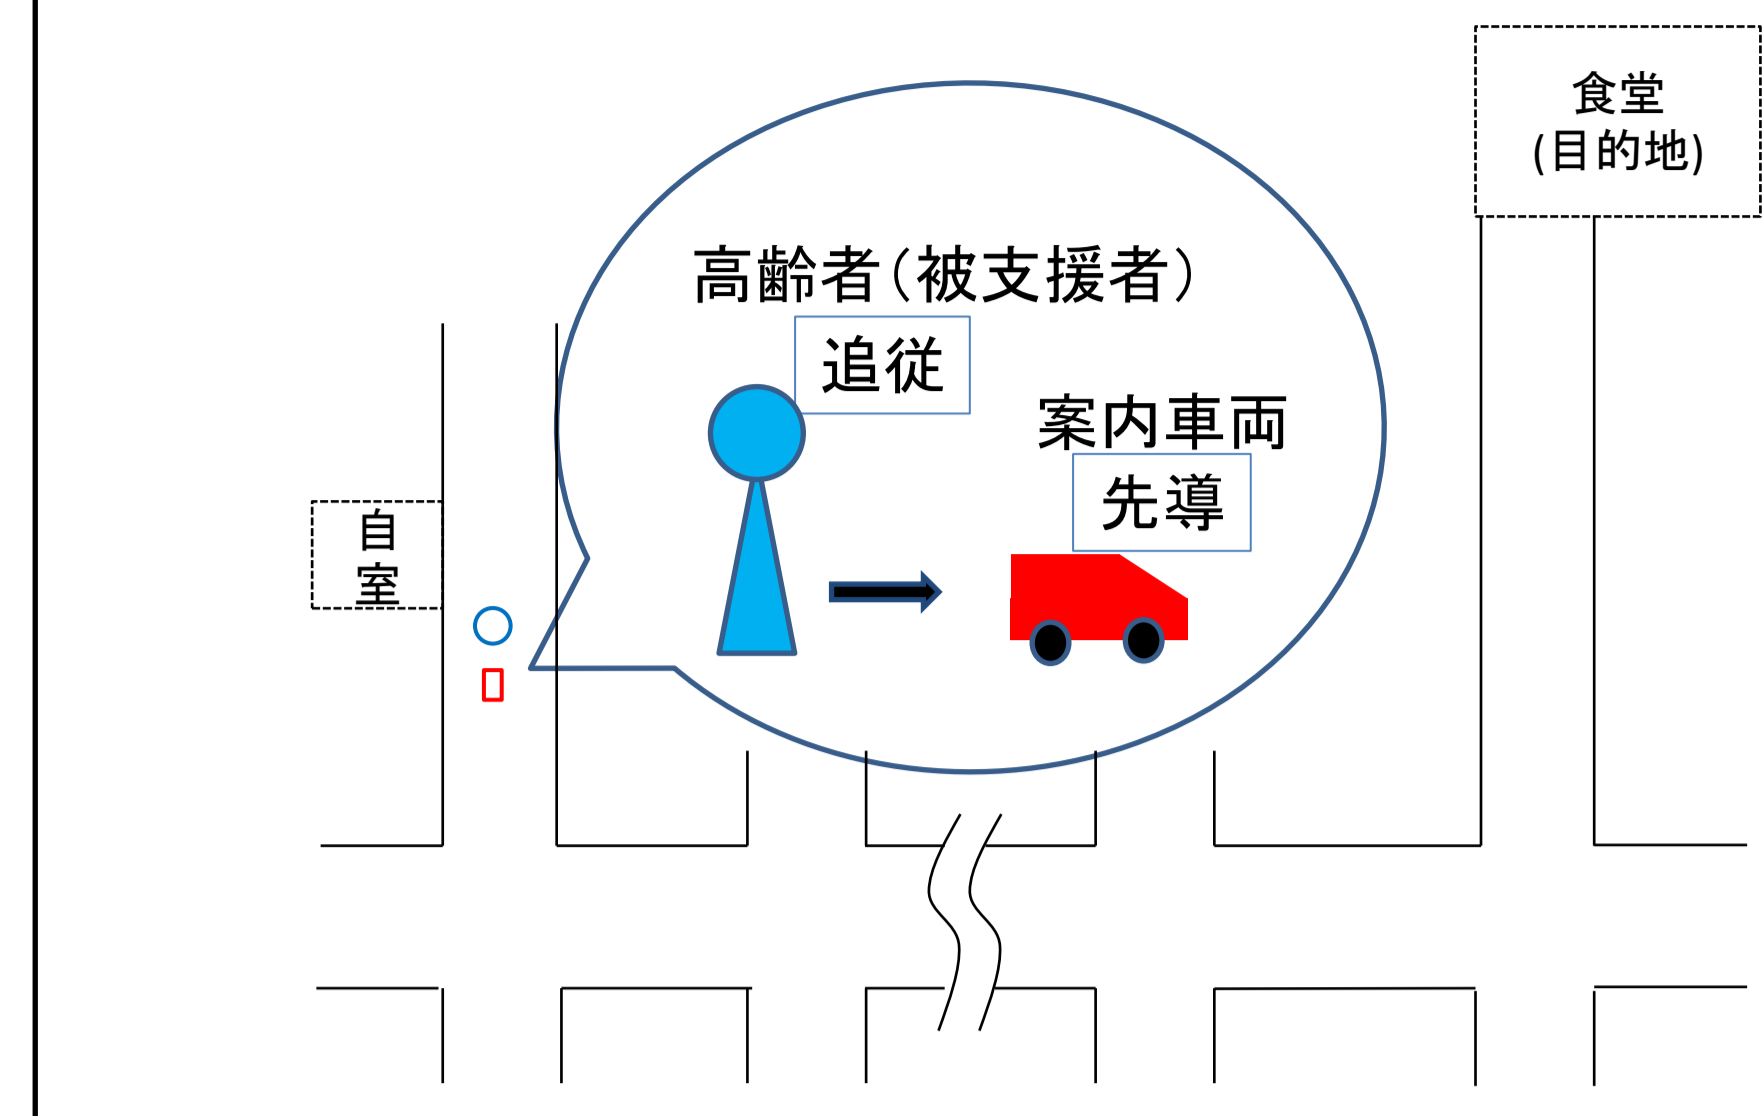 食堂
(目的地)
高齢者(被支援者)
追従
案内車両
先導
自
室